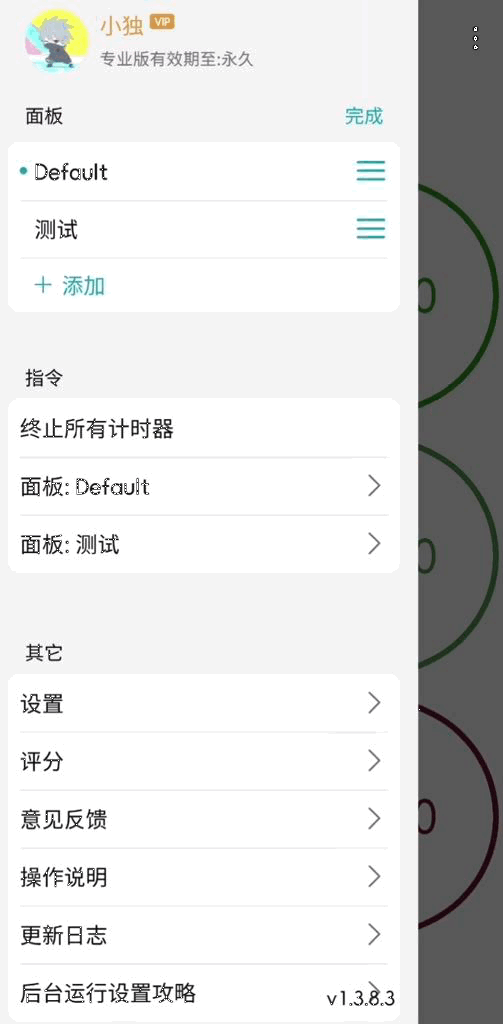 小独 VIP
专业版有效期至:永久
面板 完成
Default
测试
+ 添加
指令
终止所有计时器
面板: Default
面板: 测试
其它
设置
评分
意见反馈
操作说明
更新日志
后台运行设置攻略
v1.3.8.3
0
0
0